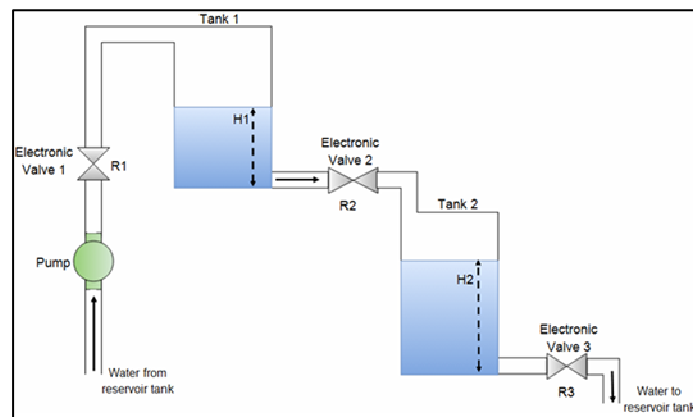 Tank 1
H1
Electronic
Valve 1
R1
Electronic
Valve 2
R2
Tank 2
Pump
H2
Electronic
Valve 3
R3
Water from
reservoir tank
Water to
reservoir tank